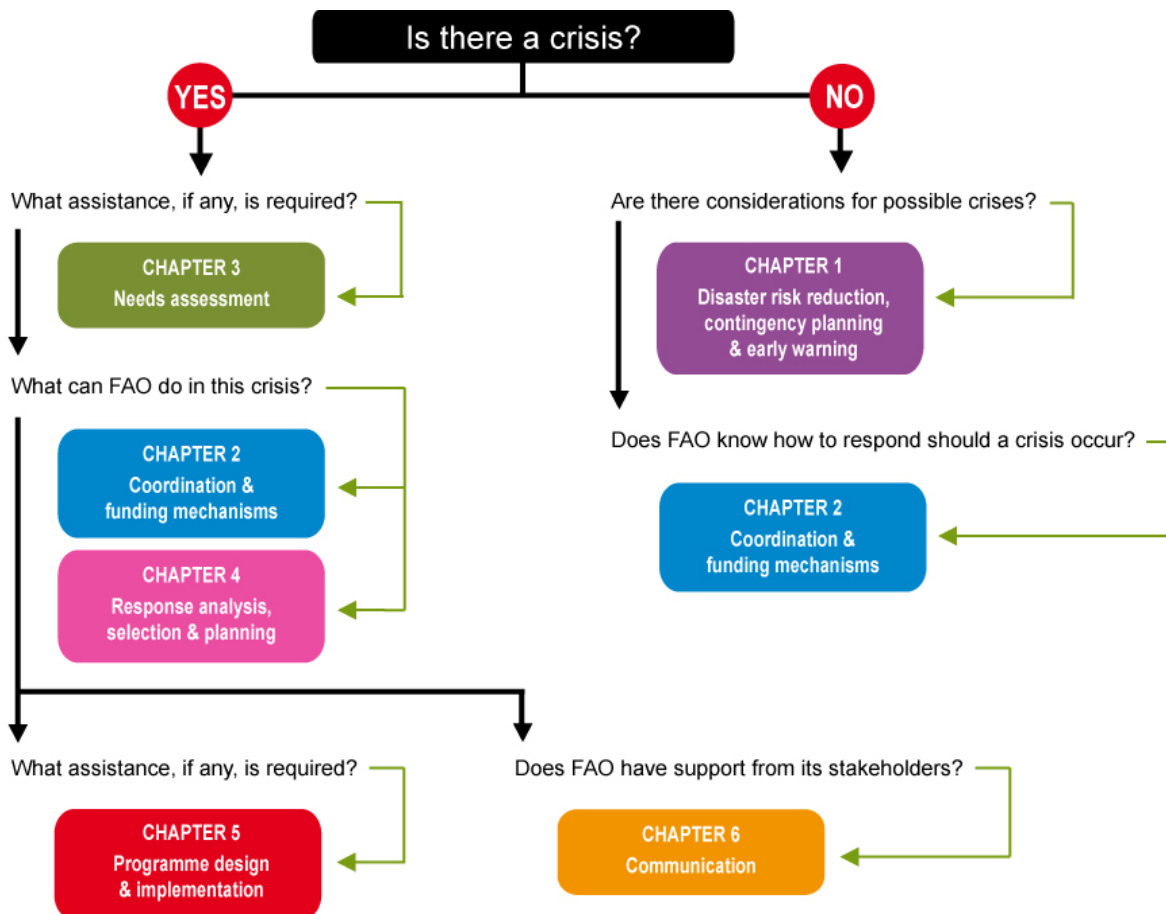 Is there a crisis?
YES
NO
What assistance, if any, is required?
CHAPTER 3
Needs assessment
What can FAO do in this crisis?
CHAPTER 2
Coordination &
funding mechanisms
CHAPTER 4
Response analysis,
selection & planning
Are there considerations for possible crises?
CHAPTER 1
Disaster risk reduction,
contingency planning
& early warning
Does FAO know how to respond should a crisis occur?
CHAPTER 2
Coordination &
funding mechanisms
What assistance, if any, is required?
CHAPTER 5
Programme design
& implementation
Does FAO have support from its stakeholders?
CHAPTER 6
Communication